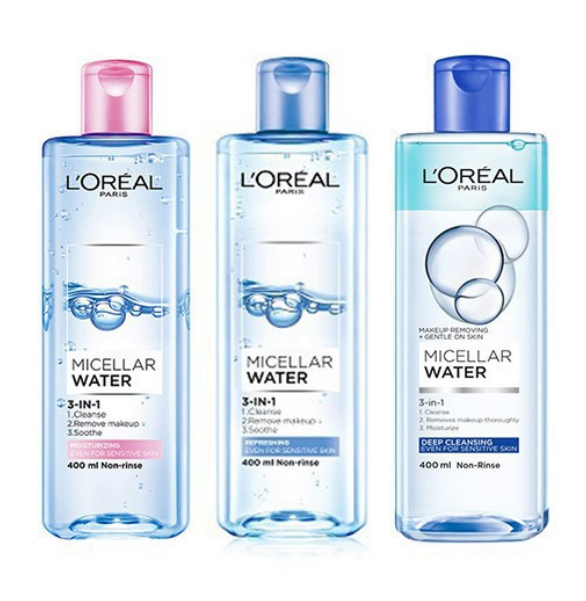 L'ORÉAL
PARIS
MICELLAR
WATER
3-IN-1
1.Cleanse
2.Remove makeup
3.Soothe
MOISTURIZING
EVEN FOR SENSITIVE SKIN
400 ml Non-rinse
L'ORÉAL
PARIS
MICELLAR
WATER
3-IN-1
1.Cleanse
2.Remove makeup
3.Soothe
REFRESHING
EVEN FOR SENSITIVE SKIN
400 ml Non-rinse
L'ORÉAL
PARIS
MAKEUP REMOVING
+ GENTLE ON SKIN
MICELLAR
WATER
3-in-1
1. Cleanse
2. Removes makeup thoroughly
3. Moisturize
DEEP CLEANSING
EVEN FOR SENSITIVE SKIN
400 ml Non-Rinse